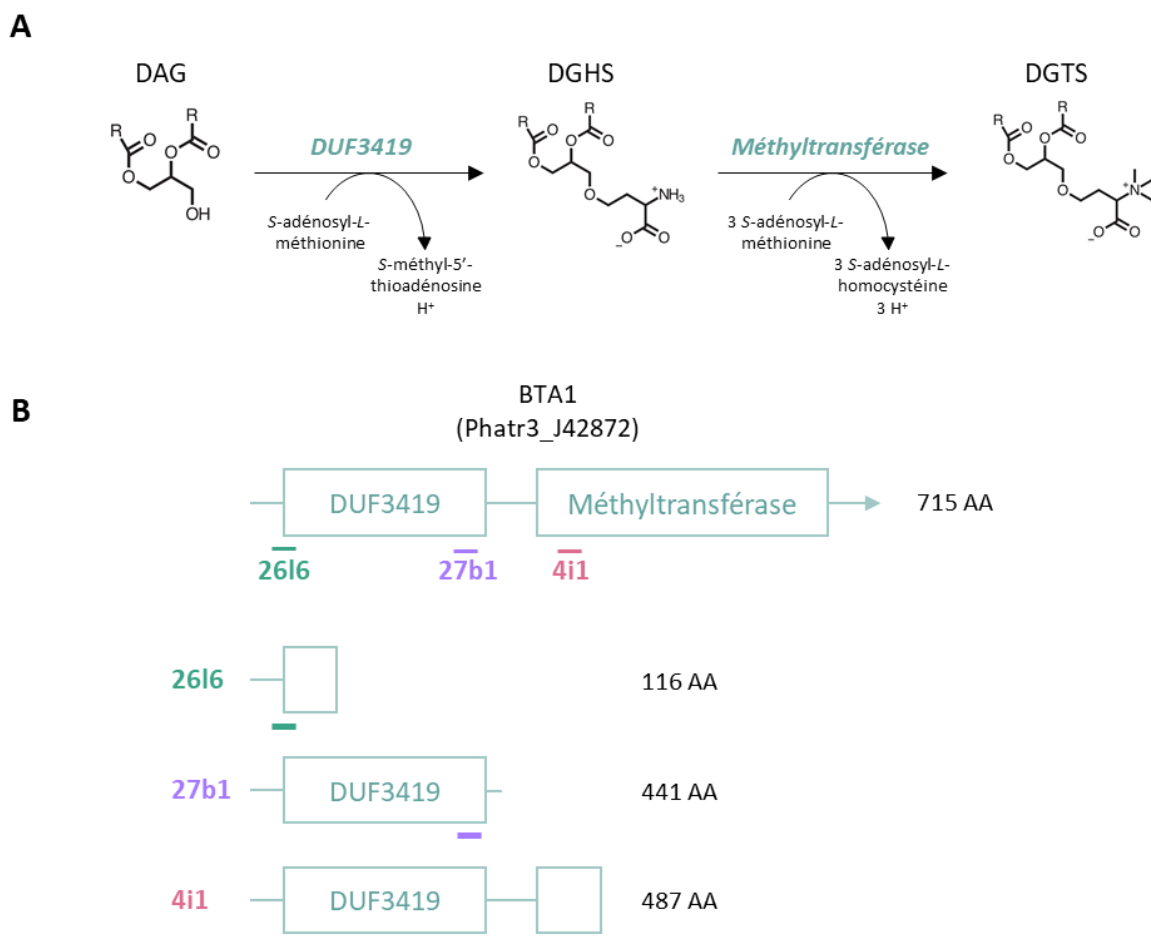 A
DAG
DGHS
DGTS
R
R
O
O
O
O
OH
DUF3419
S-adénosyl-L-
méthionine
S-méthyl-5'-
thioadénosine
H⁺
R
R
O
O
O
O
O
⁺NH₃
⁻O
O
Méthyltransférase
3 S-adénosyl-L-
méthionine
3 S-adénosyl-L-
homocystéine
3 H⁺
R
R
O
O
O
O
O
N⁺
⁻O
O
B
BTA1
(Phatr3_J42872)
DUF3419
Méthyltransférase
715 AA
26l6
27b1
4i1
26l6
116 AA
27b1
DUF3419
441 AA
4i1
DUF3419
487 AA